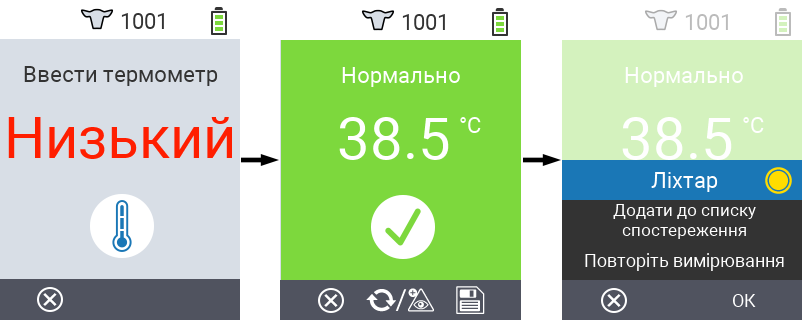 1001
Ввести термометр
Низький
1001
Нормально
38.5 °C
1001
Нормально
38.5 °C
Ліхтар
Додати до списку
спостереження
Повторіть вимірювання
OK